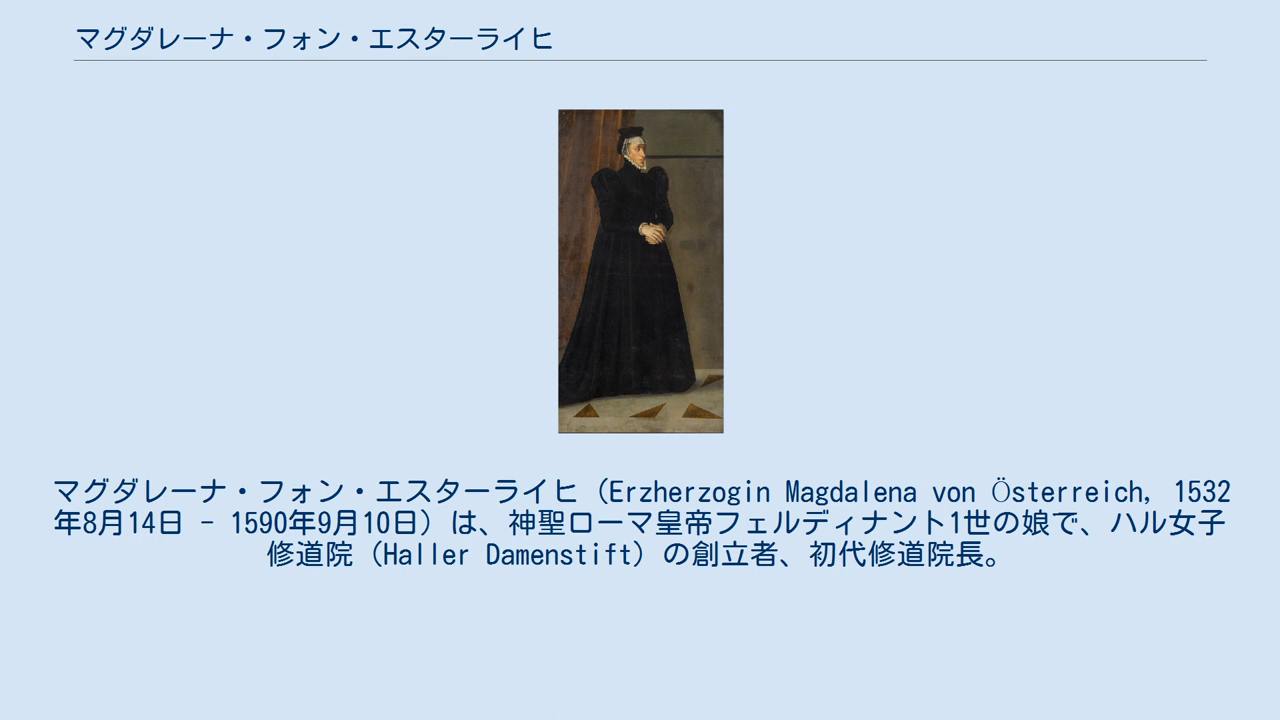 マグダレーナ・フォン・エスターライヒ
マグダレーナ・フォン・エスターライヒ（Erzherzogin Magdalena von Österreich, 1532
年8月14日 - 1590年9月10日）は、神聖ローマ皇帝フェルディナント1世の娘で、ハル女子
修道院（Haller Damenstift）の創立者、初代修道院長。